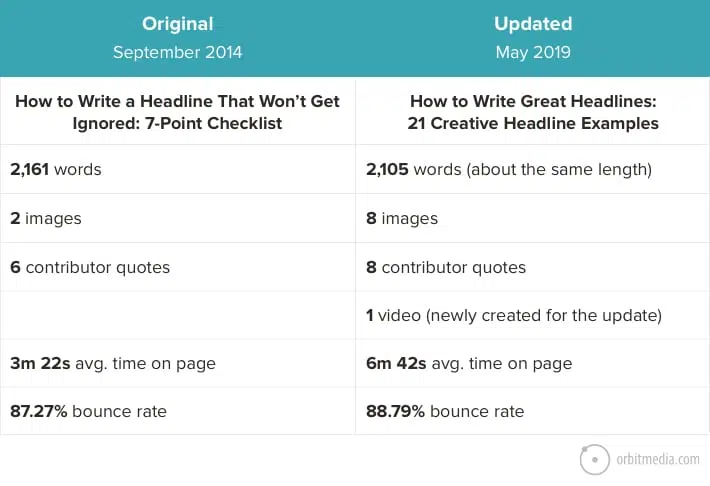 Original
September 2014
Updated
May 2019
How to Write a Headline That Won’t Get
Ignored: 7-Point Checklist
How to Write Great Headlines:
21 Creative Headline Examples
2,161 words
2,105 words (about the same length)
2 images
8 images
6 contributor quotes
8 contributor quotes
1 video (newly created for the update)
3m 22s avg. time on page
6m 42s avg. time on page
87.27% bounce rate
88.79% bounce rate
orbitmedia.com